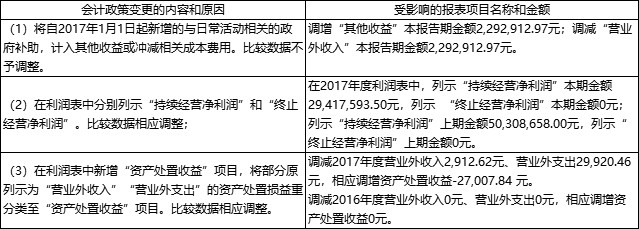 会计政策变更的内容和原因
受影响的报表项目名称和金额
(1)将自2017年1月1日起新增的与日常活动相关的政
府补助，计入其他收益或冲减相关成本费用。比较数据不
予调整。
调增“其他收益”本报告期金额2,292,912.97元；调减“营业
外收入”本报告期金额2,292,912.97元。
(2)在利润表中分别列示“持续经营净利润”和“终止
经营净利润”。比较数据相应调整；
在2017年度利润表中，列示“持续经营净利润”本期金额
29,417,593.50元，列示 “终止经营净利润”本期金额0元；
列示“持续经营净利润”上期金额50,308,658.00元，列示“
终止经营净利润”上期金额0元。
(3)在利润表中新增“资产处置收益”项目，将部分原
列示为“营业外收入”“营业外支出”的资产处置损益重
分类至“资产处置收益”项目。比较数据相应调整。
调减2017年度营业外收入2,912.62元、营业外支出29,920.46
元，相应调增资产处置收益-27,007.84 元。
调减2016年度营业外收入0元、营业外支出0元，相应调增资
产处置收益0元。